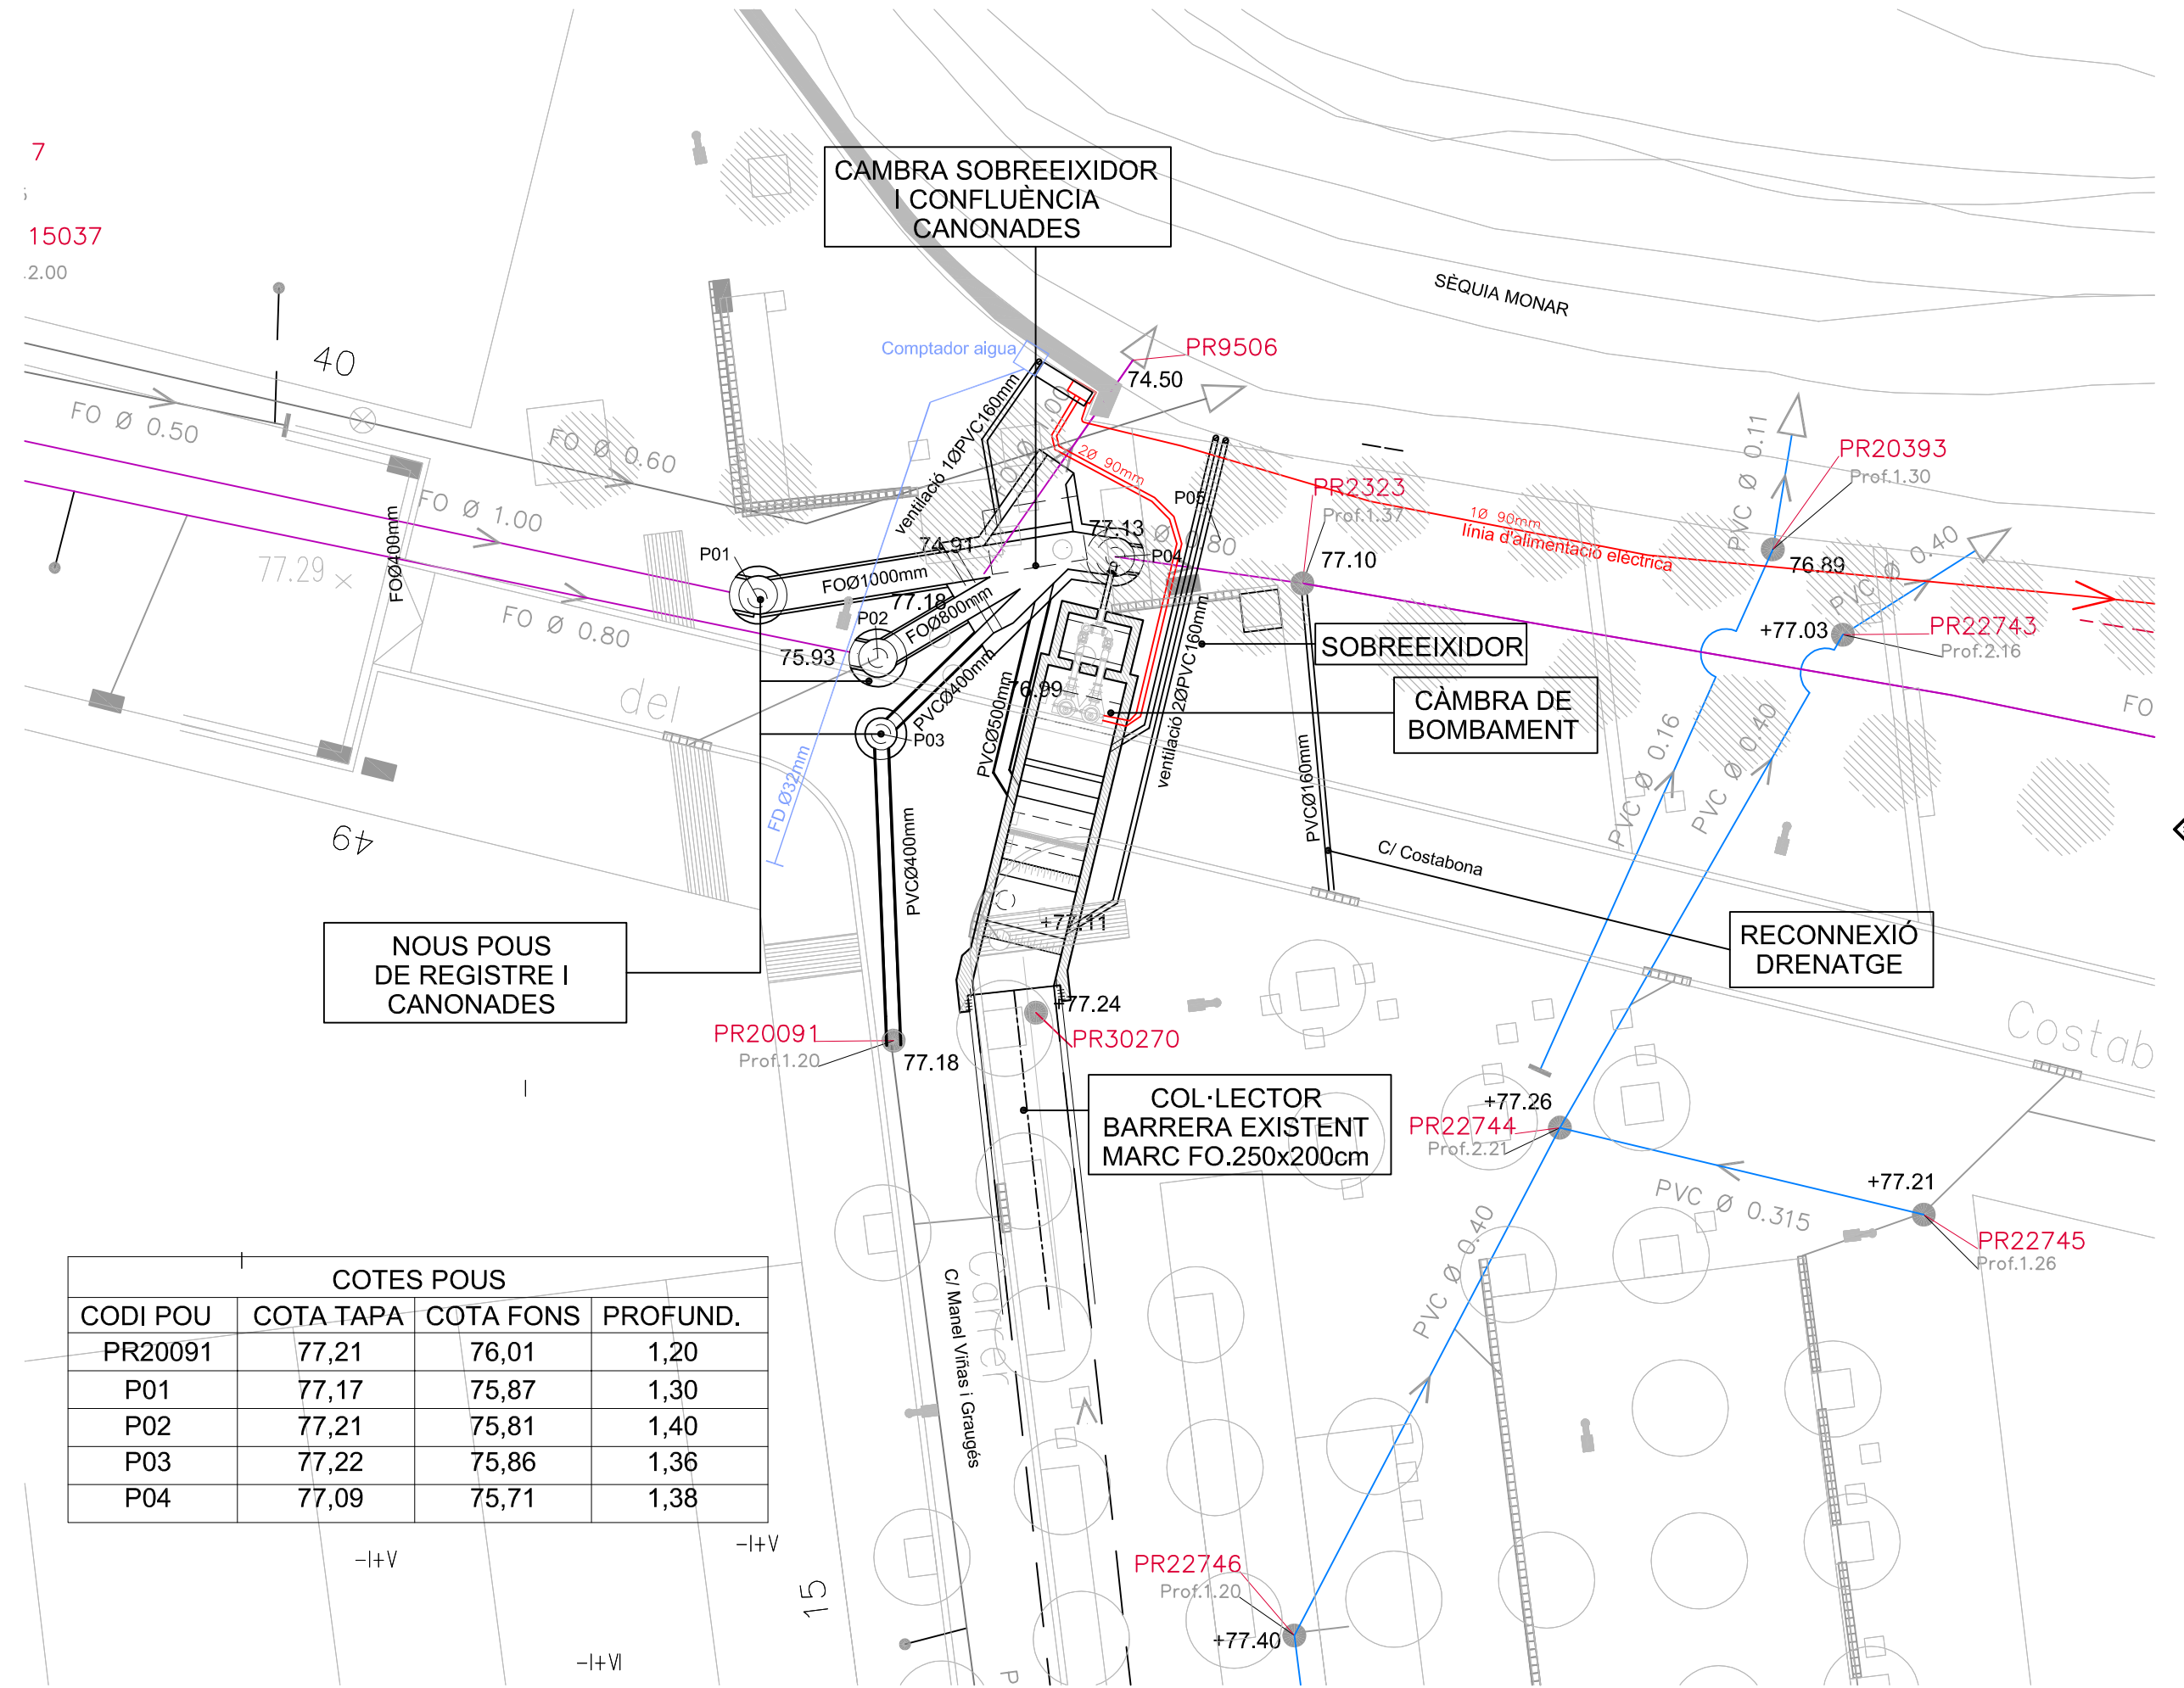 7
15037
.2.00
40
FO Ø 0.50
FO Ø 0.60
FO Ø 1.00
FO Ø 0.80
77.29 ×
FOØ400mm
49
del
CAMBRA SOBREEIXIDOR
I CONFLUÈNCIA
CANONADES
Comptador aigua
ventilació 1ØPVC160mm
PR9506
74.50
SÈQUIA MONAR
2Ø 90mm
P05
77.13
P04
74.91
P01
FOØ1000mm
77.18
P02
FOØ800mm
75.93
PVCØ400mm
P03
76.99
PVCØ500mm
FD Ø32mm
PVCØ400mm
PR2323
Prof.1.37
77.10
1Ø 90mm
línia d'alimentació elèctrica
SOBREEIXIDOR
CÀMBRA DE
BOMBAMENT
ventilació 2ØPVC160mm
PVCØ160mm
C/ Costabona
PVC Ø 0.11
PR20393
Prof.1.30
76.89
PVC Ø 0.40
+77.03
PR22743
Prof.2.16
FO
PVC Ø 0.16
PVC Ø 0.40
RECONNEXIÓ
DRENATGE
Costab
NOUS POUS
DE REGISTRE I
CANONADES
+77.11
+77.24
PR30270
PR20091
Prof.1.20
77.18
COL·LECTOR
BARRERA EXISTENT
MARC FO.250x200cm
+77.26
PR22744
Prof.2.21
PVC Ø 0.315
+77.21
PR22745
Prof.1.26
PVC Ø 0.40
C/ Manel Viñas i Graugés
Carrer
COTES POUS
CODI POU COTA TAPA COTA FONS PROFUND.
PR20091 77,21 76,01 1,20
P01 77,17 75,87 1,30
P02 77,21 75,81 1,40
P03 77,22 75,86 1,36
P04 77,09 75,71 1,38
-I+V
-I+V
-I+VI
15
PR22746
Prof.1.20
+77.40
P